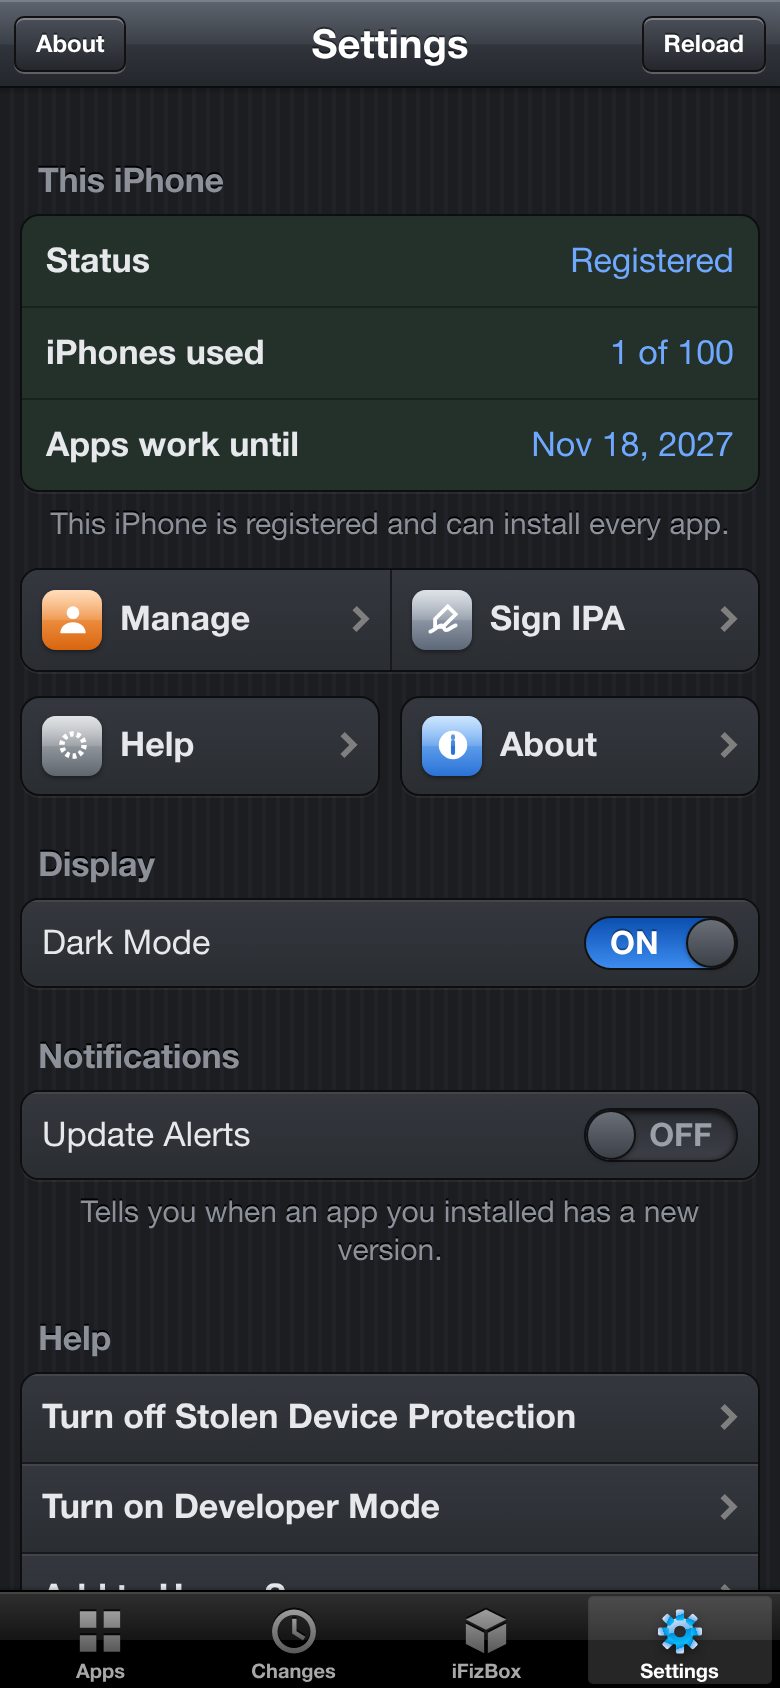 About
Settings
Reload
This iPhone
Status
Registered
iPhones used
1 of 100
Apps work until
Nov 18, 2027
This iPhone is registered and can install every app.
Manage
Sign IPA
Help
About
Display
Dark Mode
ON
Notifications
Update Alerts
OFF
Tells you when an app you installed has a new
version.
Help
Turn off Stolen Device Protection
Turn on Developer Mode
Apps
Changes
iFizBox
Settings